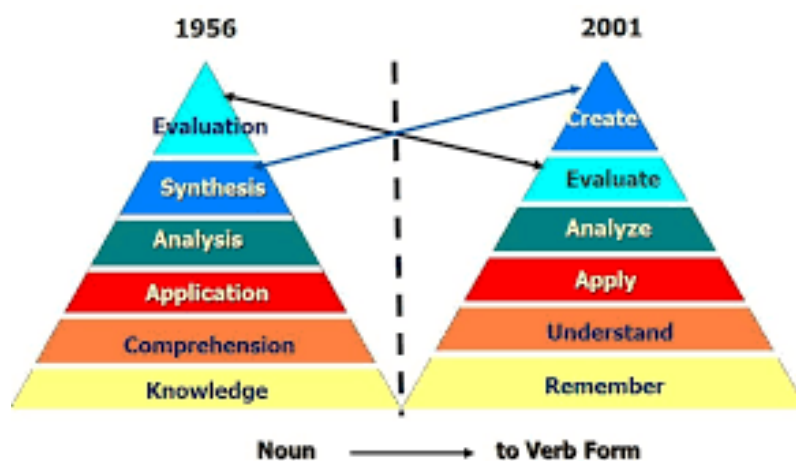 1956
Evaluation
Synthesis
Analysis
Application
Comprehension
Knowledge
2001
Create
Evaluate
Analyze
Apply
Understand
Remember
Noun to Verb Form